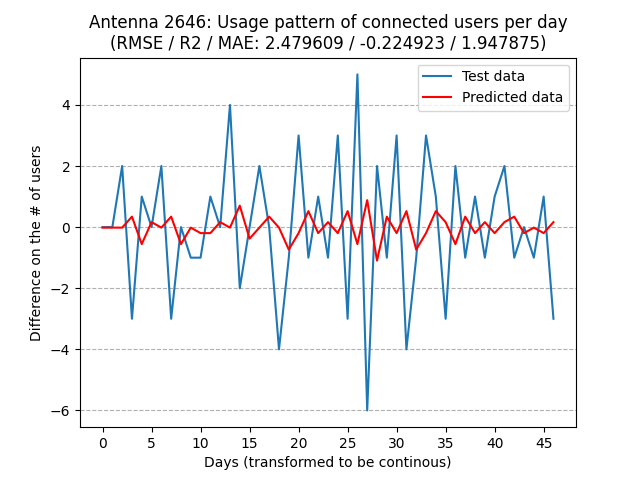 Antenna 2646: Usage pattern of connected users per day
(RMSE / R2 / MAE: 2.479609 / -0.224923 / 1.947875)
Test data
Predicted data
4
2
0
−2
−4
−6
Difference on the # of users
0 5 10 15 20 25 30 35 40 45
Days (transformed to be continous)